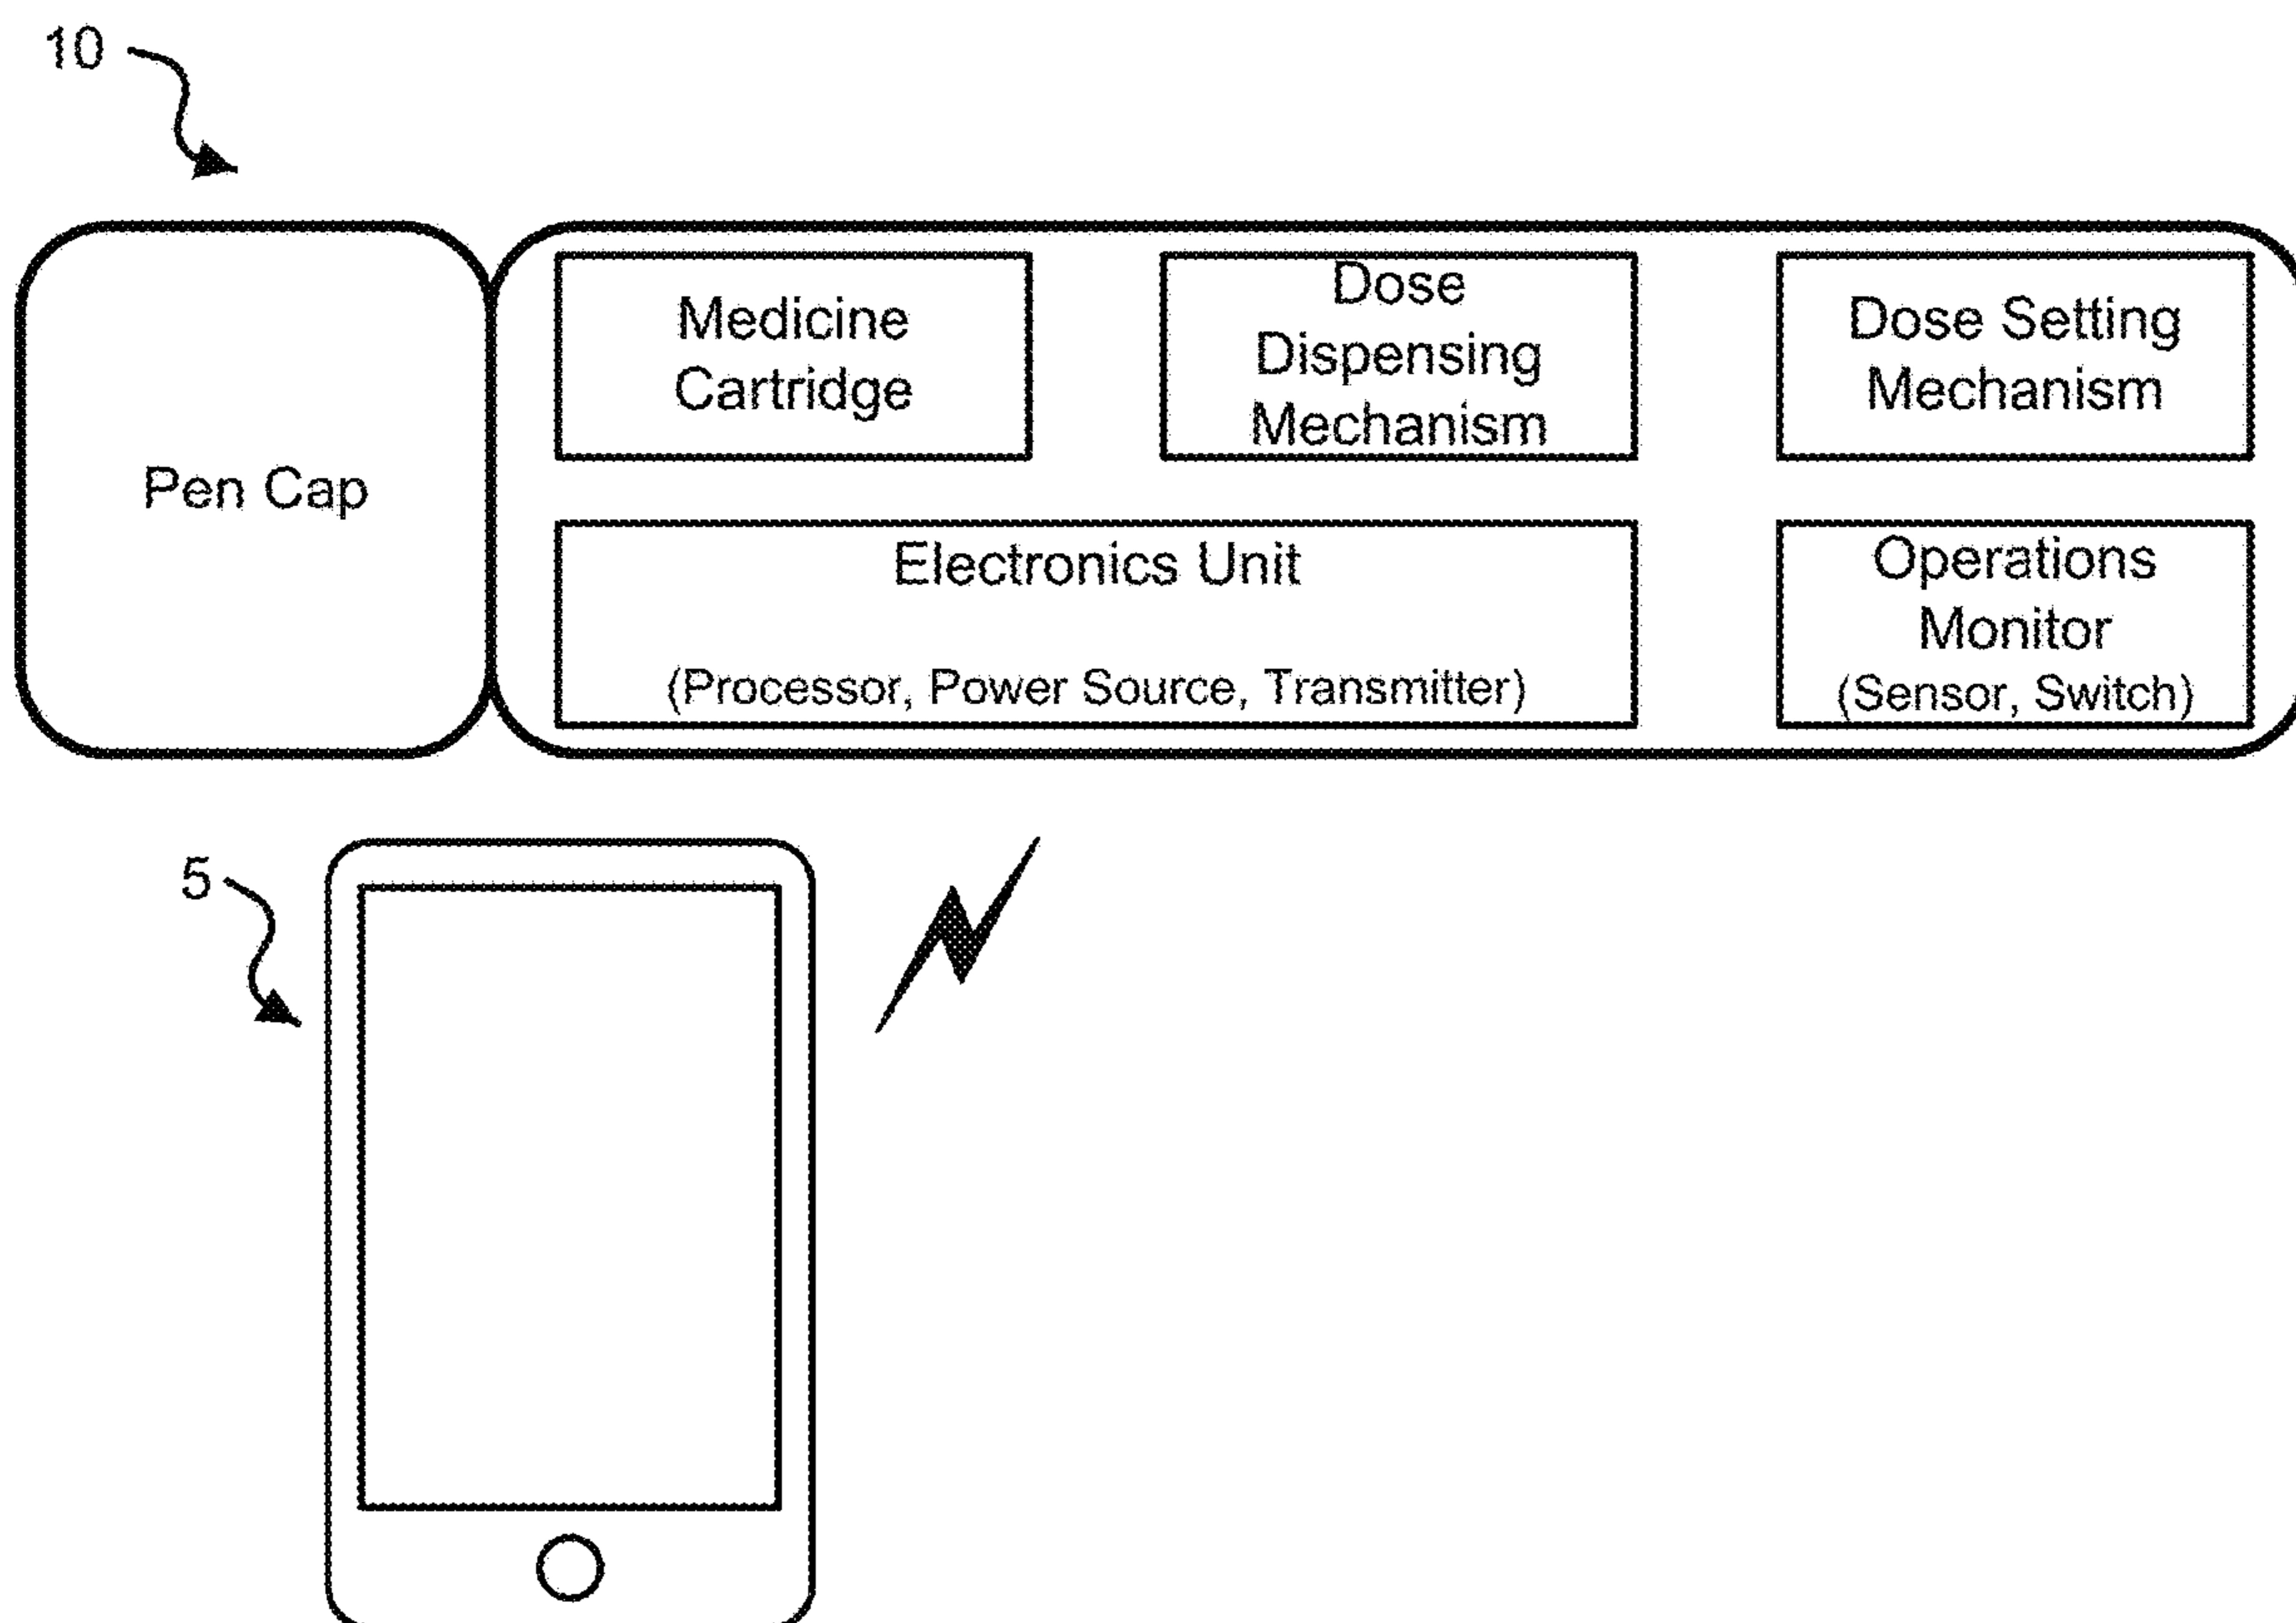 10
Pen Cap
Medicine
Cartridge
Dose
Dispensing
Mechanism
Dose Setting
Mechanism
Electronics Unit
(Processor, Power Source, Transmitter)
Operations
Monitor
(Sensor, Switch)
5